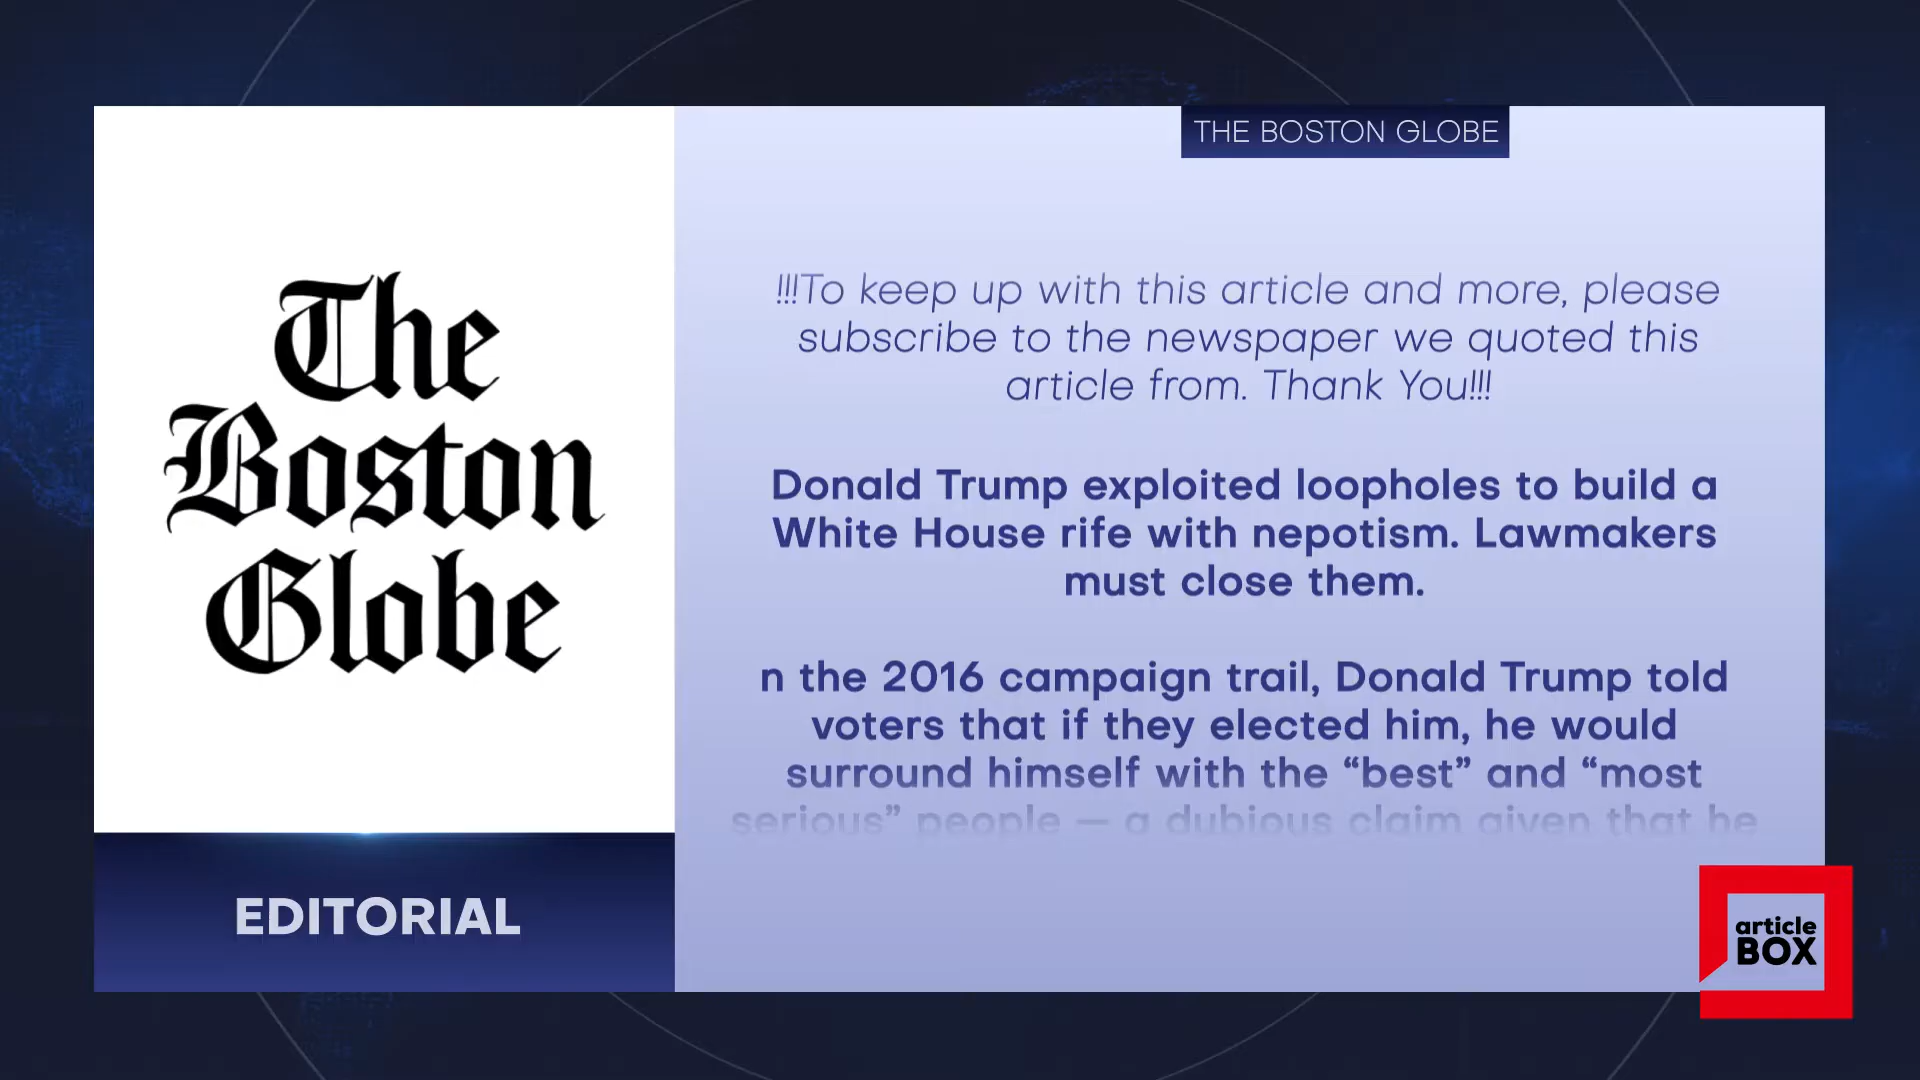 The
Boston
Globe
EDITORIAL
THE BOSTON GLOBE
!!!To keep up with this article and more, please
subscribe to the newspaper we quoted this
article from. Thank You!!!
Donald Trump exploited loopholes to build a
White House rife with nepotism. Lawmakers
must close them.
n the 2016 campaign trail, Donald Trump told
voters that if they elected him, he would
surround himself with the “best” and “most
serious” people — a dubious claim given that he
article
BOX